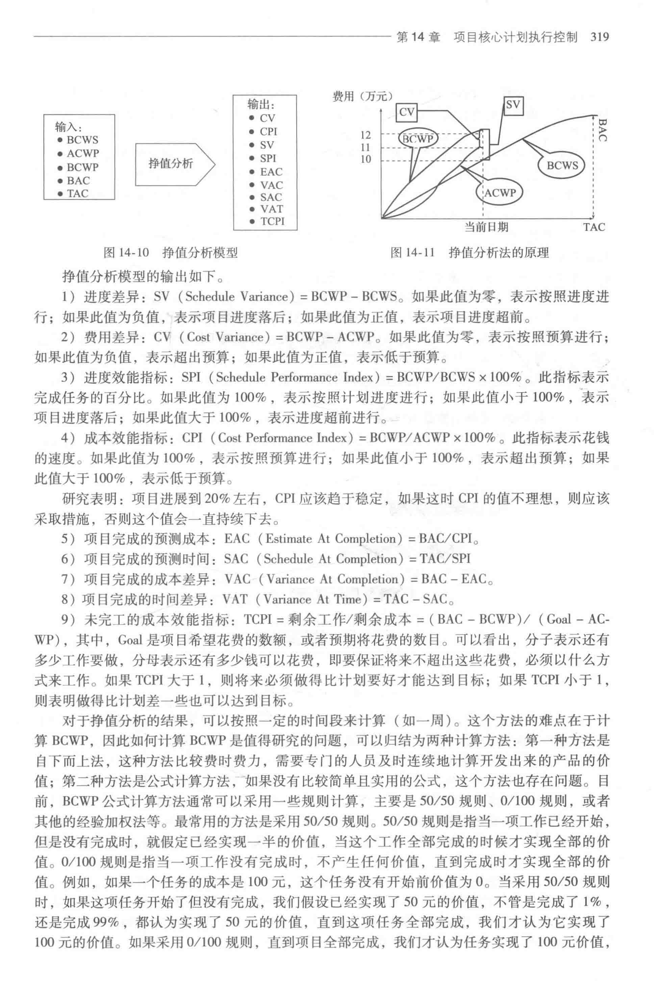 第 14 章 项目核心计划执行控制 319
输入：
● BCWS
● ACWP
● BCWP
● BAC
● TAC
挣值分析
输出：
● CV
● CPI
● SV
● SPI
● EAC
● VAC
● SAC
● VAT
● TCPI
图 14-10 挣值分析模型
费用（万元）
CV
SV
BCWP
12
11
10
BAC
BCWS
ACWP
当前日期
TAC
图 14-11 挣值分析法的原理
挣值分析模型的输出如下。
1）进度差异：SV（Schedule Variance）= BCWP – BCWS。如果此值为零，表示按照进度进
行；如果此值为负值，表示项目进度落后；如果此值为正值，表示项目进度超前。
2）费用差异：CV（Cost Variance）= BCWP – ACWP。如果此值为零，表示按照预算进行；
如果此值为负值，表示超出预算；如果此值为正值，表示低于预算。
3）进度效能指标：SPI（Schedule Performance Index）= BCWP/BCWS × 100%。此指标表示
完成任务的百分比。如果此值为 100%，表示按照计划进度进行；如果此值小于 100%，表示
项目进度落后；如果此值大于 100%，表示进度超前进行。
4）成本效能指标：CPI（Cost Performance Index）= BCWP/ACWP × 100%。此指标表示花钱
的速度。如果此值为 100%，表示按照预算进行；如果此值小于 100%，表示超出预算；如果
此值大于 100%，表示低于预算。
研究表明：项目进展到 20% 左右，CPI 应该趋于稳定，如果这时 CPI 的值不理想，则应该
采取措施，否则这个值会一直持续下去。
5）项目完成的预测成本：EAC（Estimate At Completion）= BAC/CPI。
6）项目完成的预测时间：SAC（Schedule At Completion）= TAC/SPI
7）项目完成的成本差异：VAC（Variance At Completion）= BAC – EAC。
8）项目完成的时间差异：VAT（Variance At Time）= TAC – SAC。
9）未完工的成本效能指标：TCPI = 剩余工作/剩余成本 =（BAC – BCWP）/（Goal – AC-
WP），其中，Goal 是项目希望花费的数额，或者预期将花费的数目。可以看出，分子表示还有
多少工作要做，分母表示还有多少钱可以花费，即要保证将来不超出这些花费，必须以什么方
式来工作。如果 TCPI 大于 1，则将来必须做得比计划要好才能达到目标；如果 TCPI 小于 1，
则表明做得比计划差一些也可以达到目标。
对于挣值分析的结果，可以按照一定的时间段来计算（如一周）。这个方法的难点在于计
算 BCWP，因此如何计算 BCWP 是值得研究的问题，可以归结为两种计算方法：第一种方法是
自下而上法，这种方法比较费时费力，需要专门的人员及时连续地计算开发出来的产品的价
值；第二种方法是公式计算方法，如果没有比较简单且实用的公式，这个方法也存在问题。目
前，BCWP 公式计算方法通常可以采用一些规则计算，主要是 50/50 规则、0/100 规则，或者
其他的经验加权法等。最常用的方法是采用 50/50 规则。50/50 规则是指当一项工作已经开始，
但是没有完成时，就假定已经实现一半的价值，当这个工作全部完成的时候才实现全部的价
值。0/100 规则是指当一项工作没有完成时，不产生任何价值，直到完成时才实现全部的价
值。例如，如果一个任务的成本是 100 元，这个任务没有开始前价值为 0。当采用 50/50 规则
时，如果这项任务开始了但没有完成，我们假设已经实现了 50 元的价值，不管是完成了 1%，
还是完成 99%，都认为实现了 50 元的价值，直到这项任务全部完成，我们才认为它实现了
100 元的价值。如果采用 0/100 规则，直到项目全部完成，我们才认为任务实现了 100 元价值，